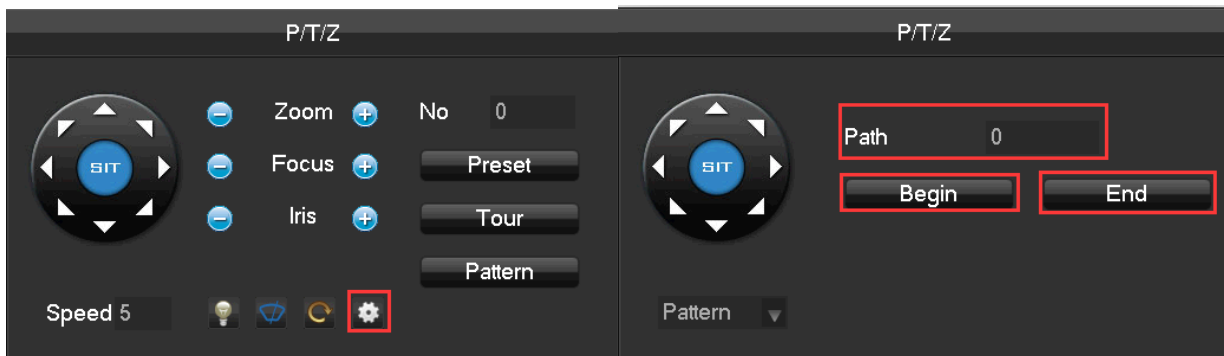 P/T/Z
Zoom No 0
SIT Focus Preset
Iris Tour
Pattern
Speed 5
P/T/Z
Path 0
SIT
Begin End
Pattern